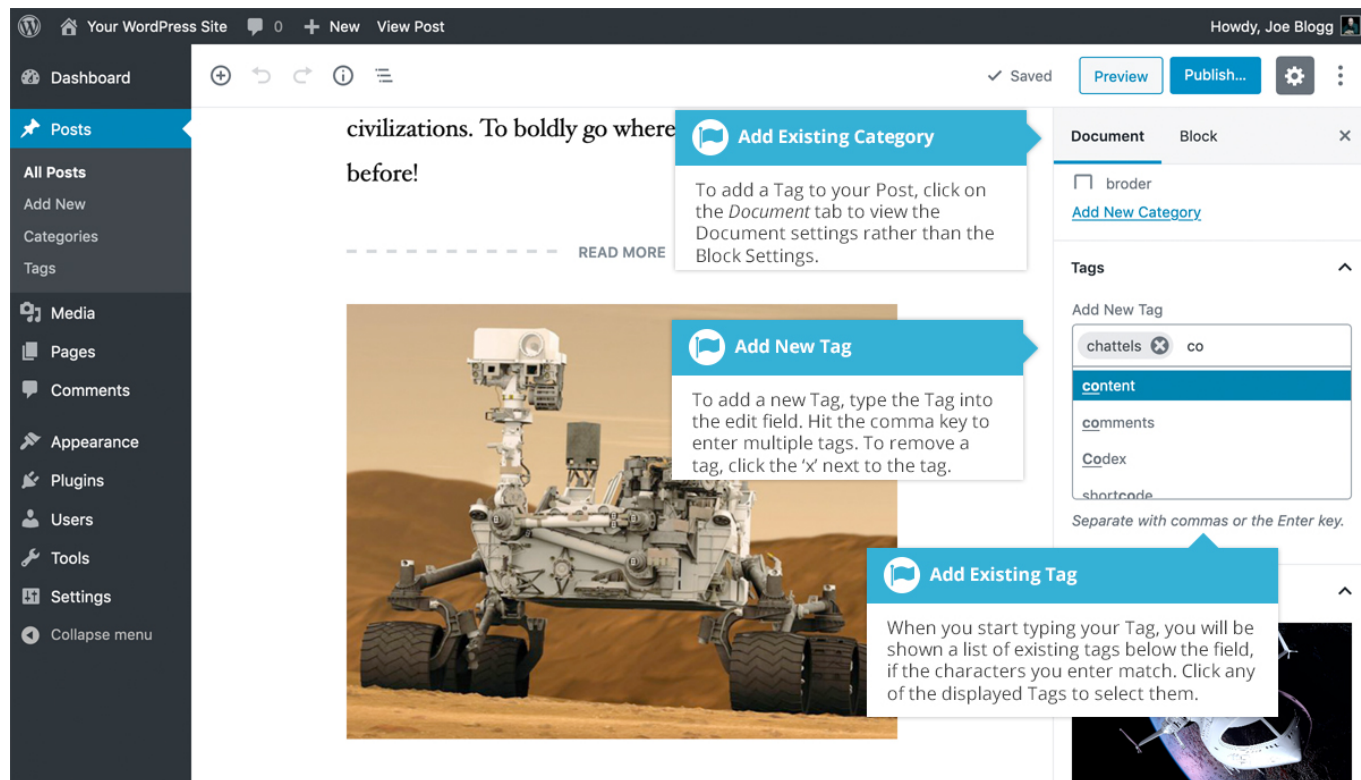 Your WordPress Site 0 New View Post
Howdy, Joe Blogg
Dashboard
Posts
All Posts
Add New
Categories
Tags
Media
Pages
Comments
Appearance
Plugins
Users
Tools
Settings
Collapse menu
Saved
Preview
Publish...
civilizations. To boldly go where
before!
READ MORE
Add Existing Category
To add a Tag to your Post, click on
the Document tab to view the
Document settings rather than the
Block Settings.
Add New Tag
To add a new Tag, type the Tag into
the edit field. Hit the comma key to
enter multiple tags. To remove a
tag, click the ‘x’ next to the tag.
Document Block
broder
Add New Category
Tags
Add New Tag
chattels co
content
comments
Codex
shortcode
Separate with commas or the Enter key.
Add Existing Tag
When you start typing your Tag, you will be
shown a list of existing tags below the field,
if the characters you enter match. Click any
of the displayed Tags to select them.